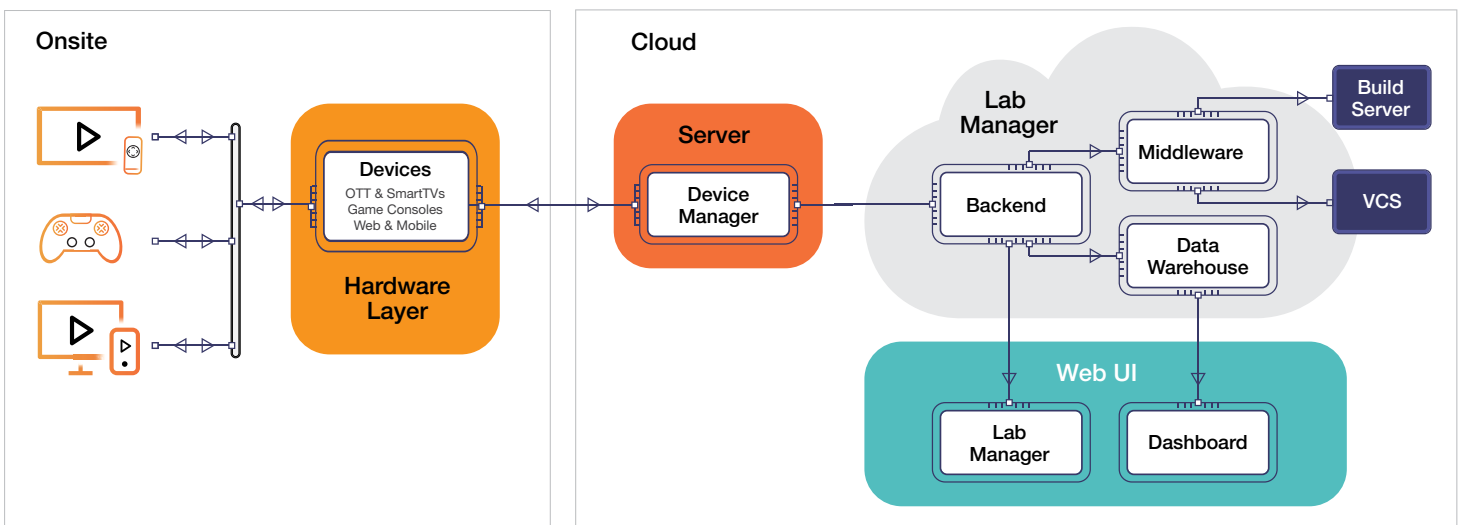 Onsite
Devices
OTT & SmartTVs
Game Consoles
Web & Mobile
Hardware
Layer
Cloud
Server
Device
Manager
Lab
Manager
Backend
Middleware
Data
Warehouse
Build
Server
VCS
Web UI
Lab
Manager
Dashboard